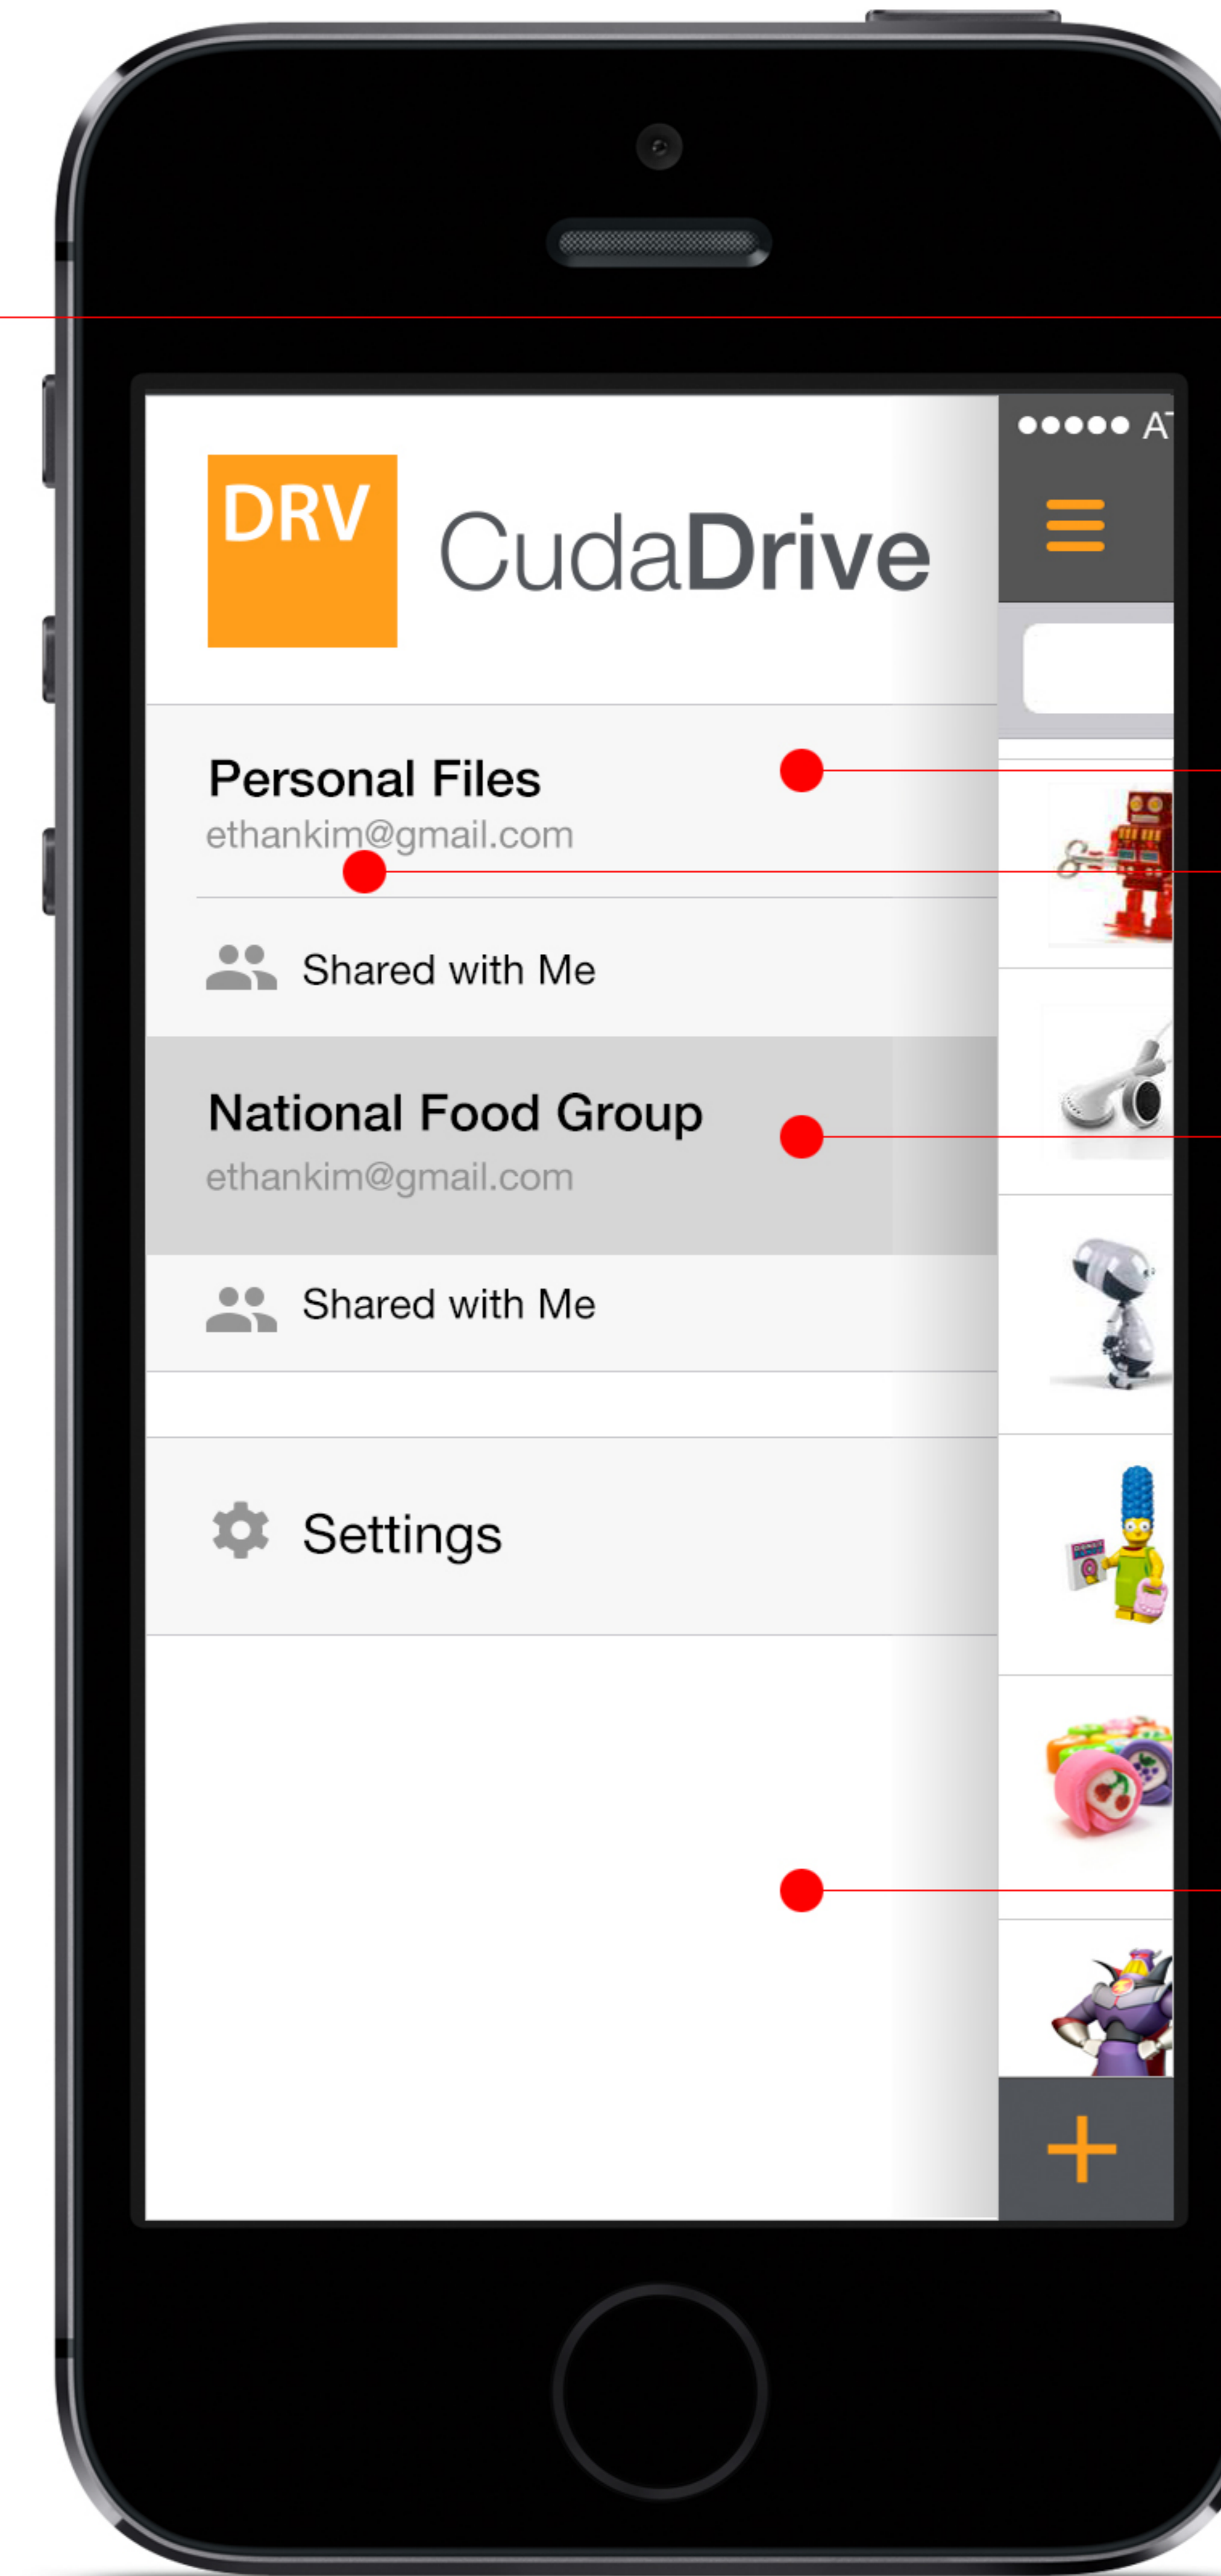 DRV
CudaDrive
Personal Files
ethankim@gmail.com
Shared with Me
National Food Group
ethankim@gmail.com
Shared with Me
Settings